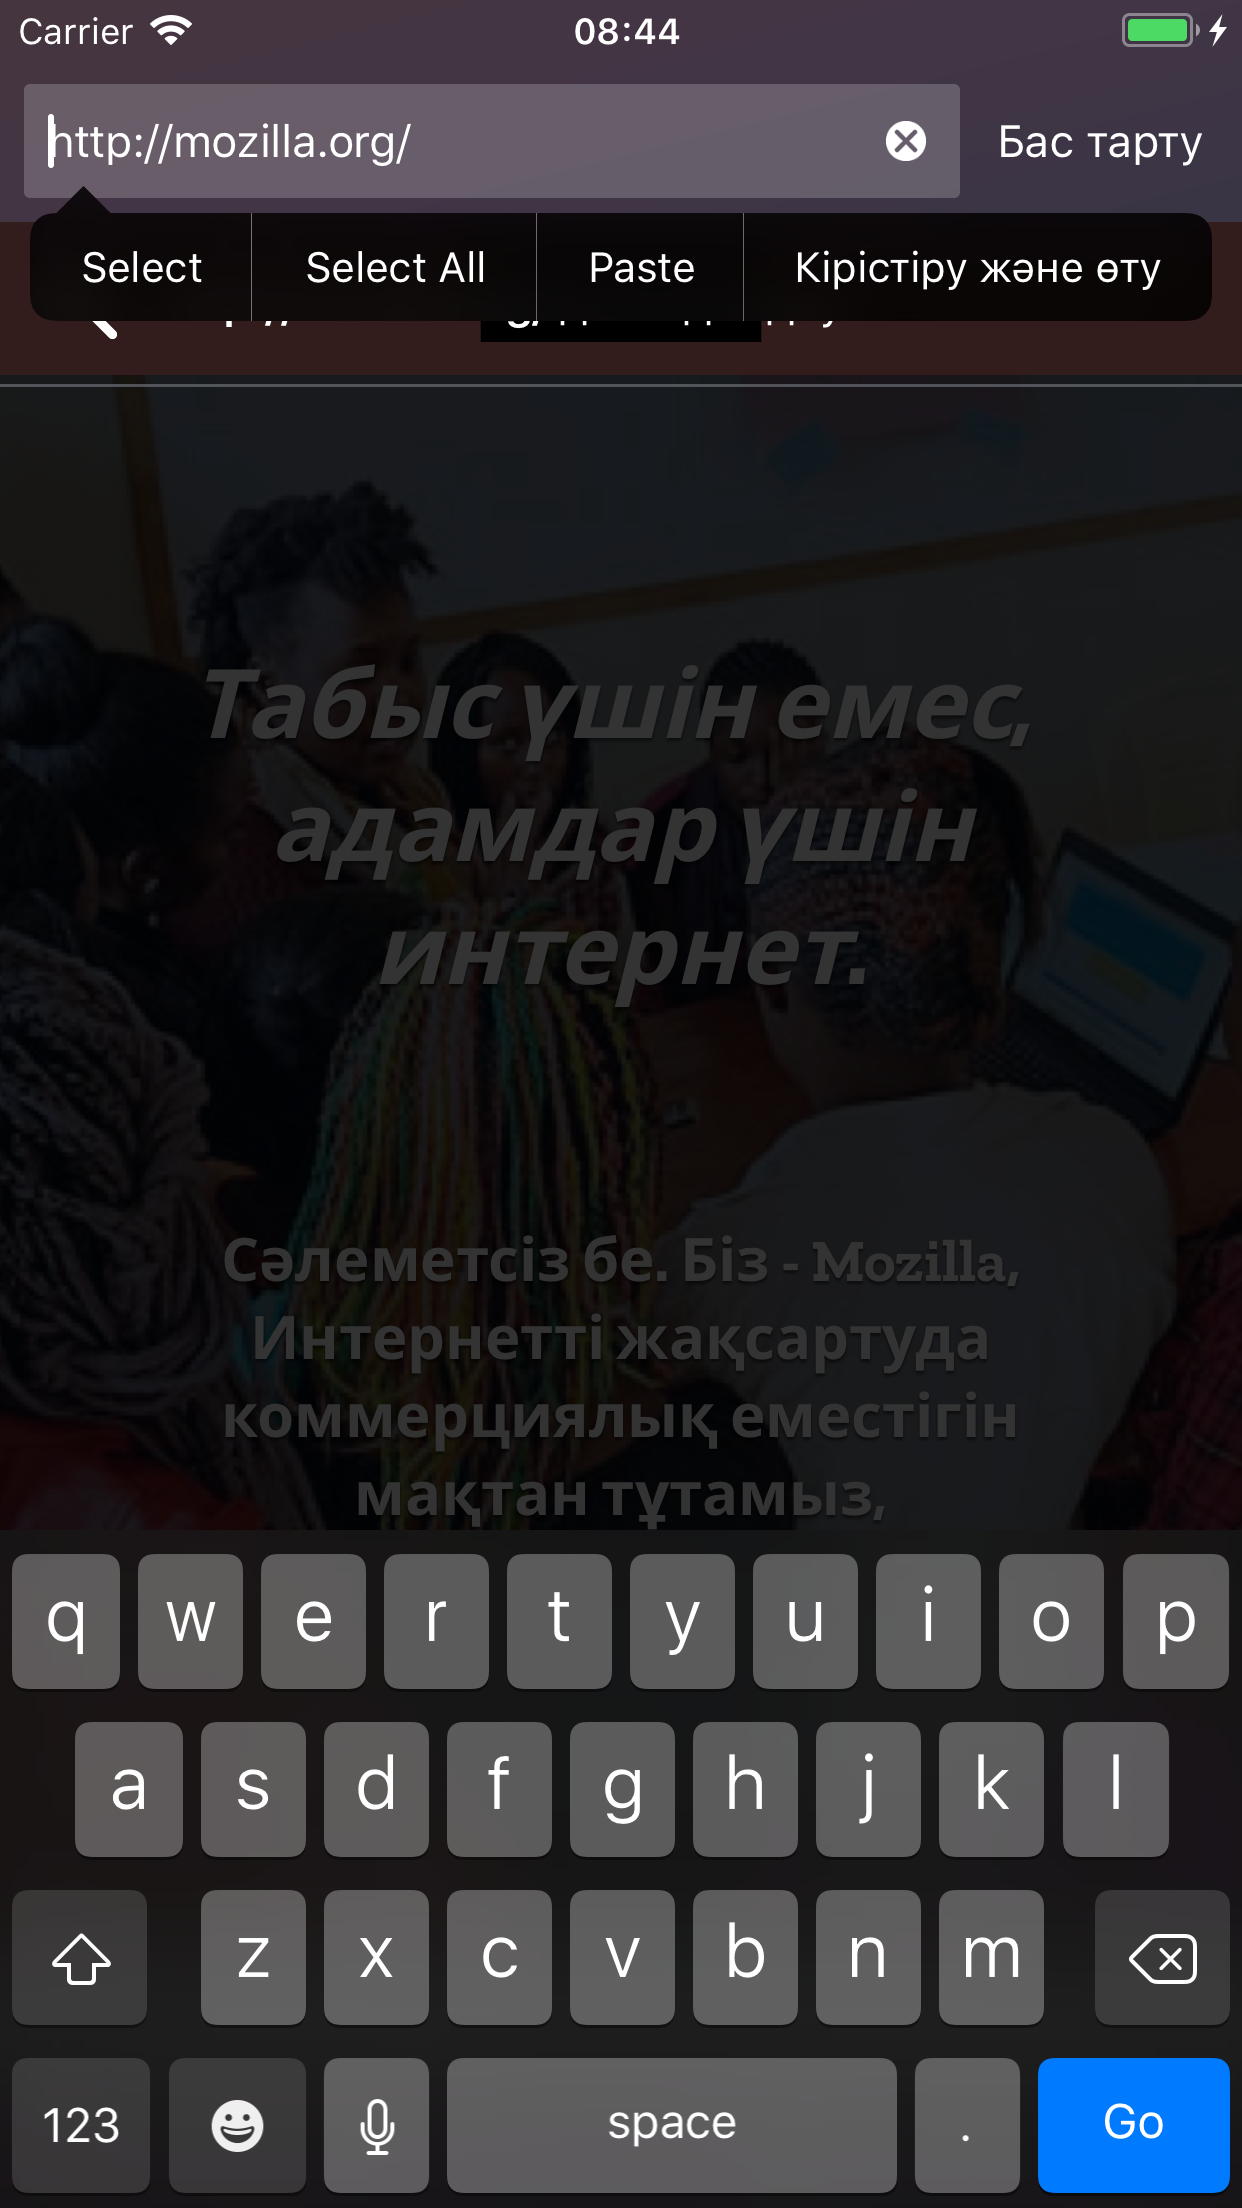 Carrier 08:44
http://mozilla.org/ Бас тарту
Select Select All Paste Кірістіру және өту
Табыс үшін емес,
адамдар үшін
интернет.
Сәлеметсіз бе. Біз - Mozilla,
Интернетті жақсартуда
коммерциялық еместігін
мақтан тұтамыз,
q w e r t y u i o p
a s d f g h j k l
z x c v b n m
123 space . Go